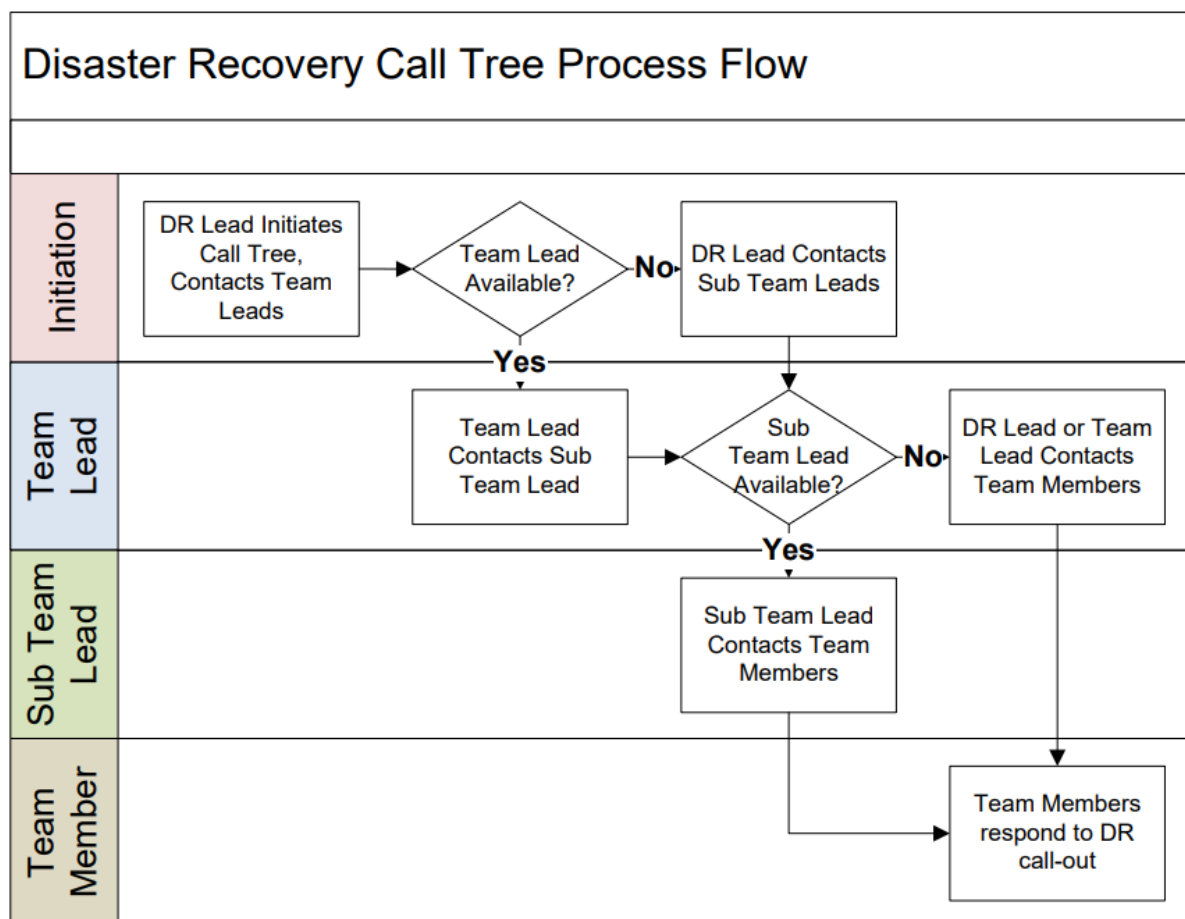 Disaster Recovery Call Tree Process Flow
Initiation
DR Lead Initiates
Call Tree,
Contacts Team
Leads
Team Lead
Available?
No
DR Lead Contacts
Sub Team Leads
Yes
Team
Lead
Team Lead
Contacts Sub
Team Lead
Sub
Team Lead
Available?
No
DR Lead or Team
Lead Contacts
Team Members
Yes
Sub Team
Lead
Sub Team Lead
Contacts Team
Members
Team
Member
Team Members
respond to DR
call-out